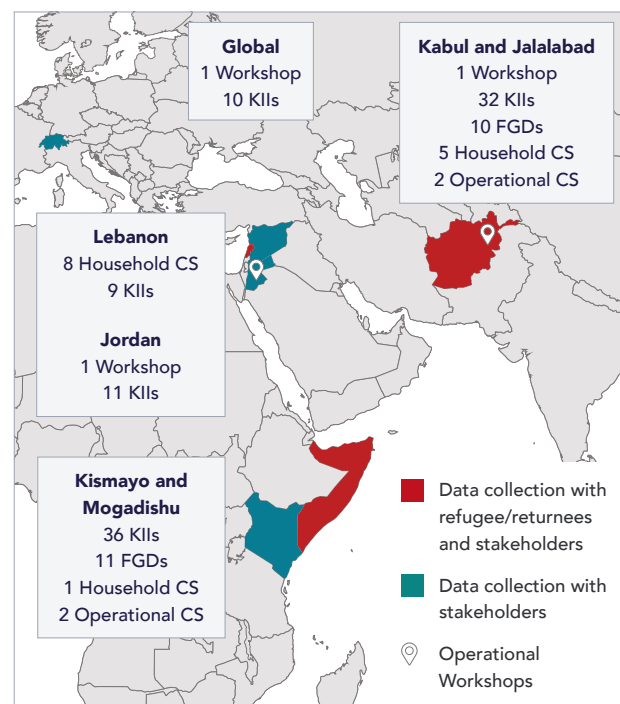 Global
1 Workshop
10 KIIs
Kabul and Jalalabad
1 Workshop
32 KIIs
10 FGDs
5 Household CS
2 Operational CS
Lebanon
8 Household CS
9 KIIs
Jordan
1 Workshop
11 KIIs
Kismayo and
Mogadishu
36 KIIs
11 FGDs
1 Household CS
2 Operational CS
Data collection with
refugee/returnees
and stakeholders
Data collection with
stakeholders
Operational
Workshops